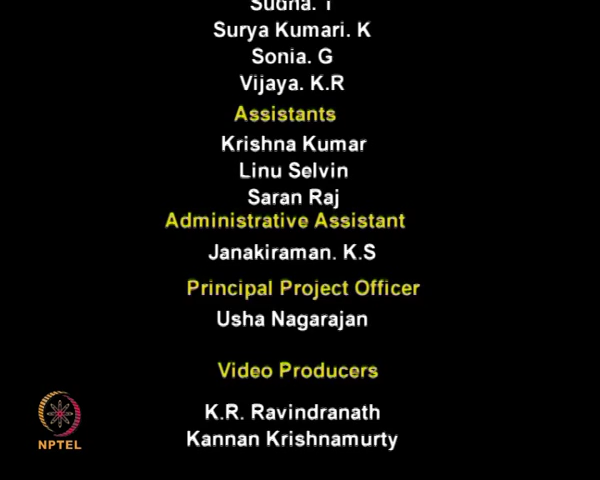 Sudha. T
Surya Kumari. K
Sonia. G
Vijaya. K.R
Assistants
Krishna Kumar
Linu Selvin
Saran Raj
Administrative Assistant
Janakiraman. K.S
Principal Project Officer
Usha Nagarajan
Video Producers
K.R. Ravindranath
Kannan Krishnamurty
NPTEL